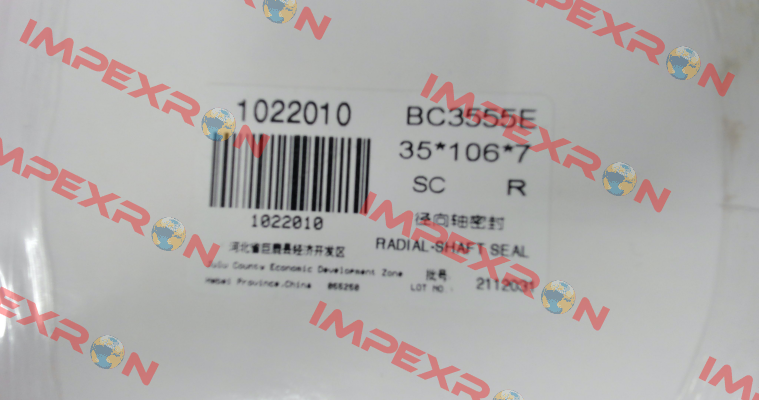 1022010
BC3555E
35*106*7
SC R
1022010
径向轴密封
RADIAL-SHAFT SEAL
河北省巨鹿县经济开发区
Julu County Economic Development Zone
Hebei Province.China 055250
批号
LOT NO.: 2112031
IMPEXRON
IMPEXRON
IMPEXRON
IMPEXRON
IMPEXRON
IMPEXRON
IMPEX